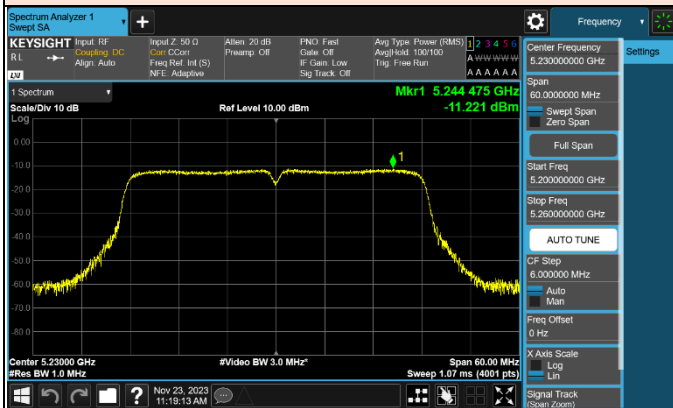 Spectrum Analyzer 1
Swept SA
Frequency
KEYSIGHT
RL
LXI
Input: RF
Coupling: DC
Align: Auto
Input Z: 50 Ω
Corr CCorr
Freq Ref: Int (S)
NFE: Adaptive
Atten: 20 dB
Preamp: Off
PNO: Fast
Gate: Off
IF Gain: Low
Sig Track: Off
Avg Type: Power (RMS)
Avg|Hold: 100/100
Trig: Free Run
1 2 3 4 5 6
A W W W W W
A A A A A A
1 Spectrum
Scale/Div 10 dB
Log
Ref Level 10.00 dBm
Mkr1 5.244 475 GHz
-11.221 dBm
1
0.00
-10.0
-20.0
-30.0
-40.0
-50.0
-60.0
-70.0
-80.0
Center 5.23000 GHz
#Res BW 1.0 MHz
#Video BW 3.0 MHz*
Span 60.00 MHz
Sweep 1.07 ms (4001 pts)
Center Frequency
5.230000000 GHz
Settings
Span
60.0000000 MHz
Swept Span
Zero Span
Full Span
Start Freq
5.200000000 GHz
Stop Freq
5.260000000 GHz
AUTO TUNE
CF Step
6.000000 MHz
Auto
Man
Freq Offset
0 Hz
X Axis Scale
Log
Lin
Signal Track
(Span Zoom)
?
Nov 23, 2023
11:19:13 AM